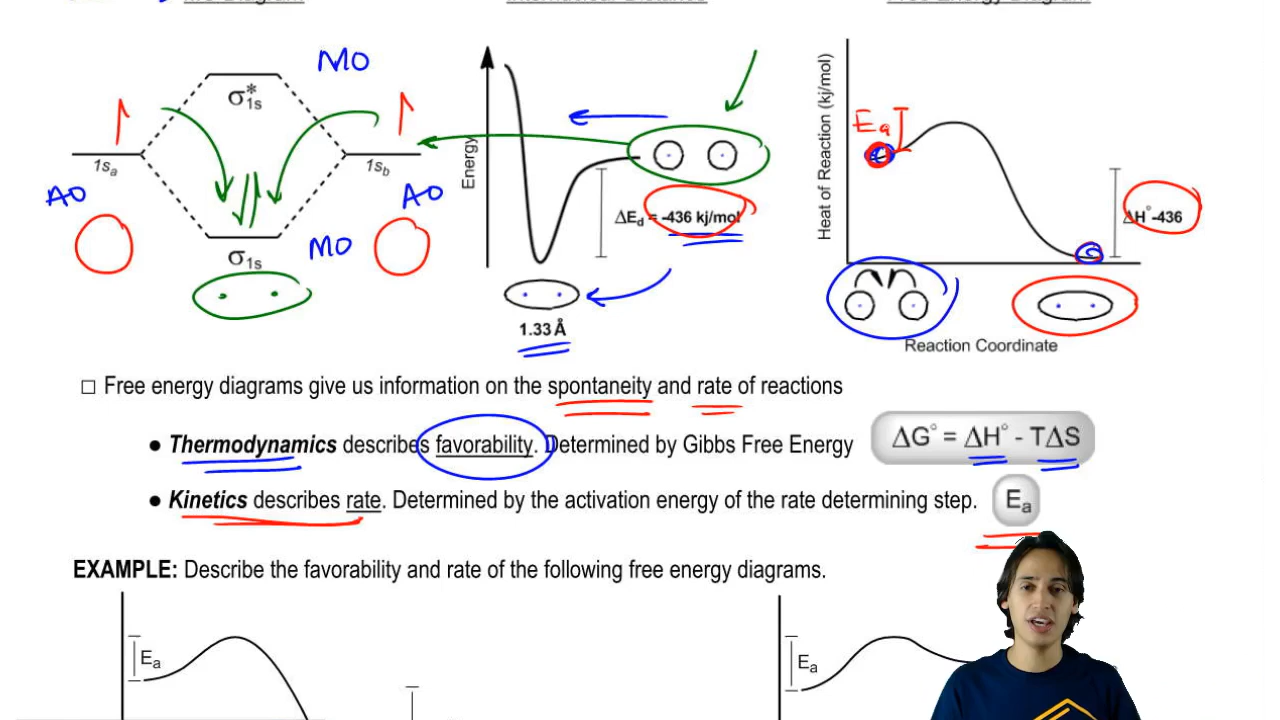 MO
σ*1s
1sa
1sb
AO
AO
MO
σ1s
Energy
ΔEd = -436 kj/mol
1.33 Å
Heat of Reaction (kj/mol)
Ea
ΔH°-436
Reaction Coordinate
□ Free energy diagrams give us information on the spontaneity and rate of reactions
● Thermodynamics describes favorability. Determined by Gibbs Free Energy ΔG° = ΔH° - TΔS
● Kinetics describes rate. Determined by the activation energy of the rate determining step. Ea
EXAMPLE: Describe the favorability and rate of the following free energy diagrams.
Ea
Ea